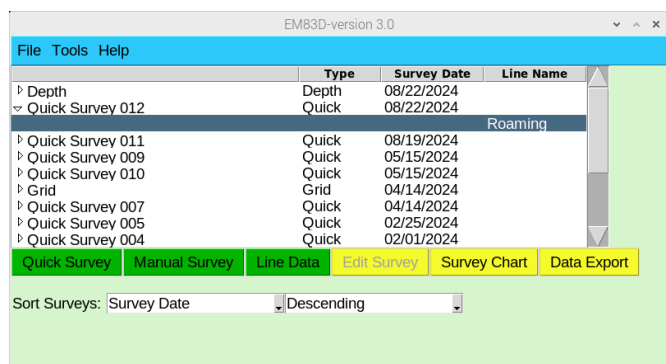 EM83D-version 3.0
File Tools Help
Type Survey Date Line Name
Depth Depth 08/22/2024
Quick Survey 012 Quick 08/22/2024
Roaming
Quick Survey 011 Quick 08/19/2024
Quick Survey 009 Quick 05/15/2024
Quick Survey 010 Quick 05/15/2024
Grid Grid 04/14/2024
Quick Survey 007 Quick 04/14/2024
Quick Survey 005 Quick 02/25/2024
Quick Survey 004 Quick 02/01/2024
Quick Survey Manual Survey Line Data Edit Survey Survey Chart Data Export
Sort Surveys: Survey Date Descending